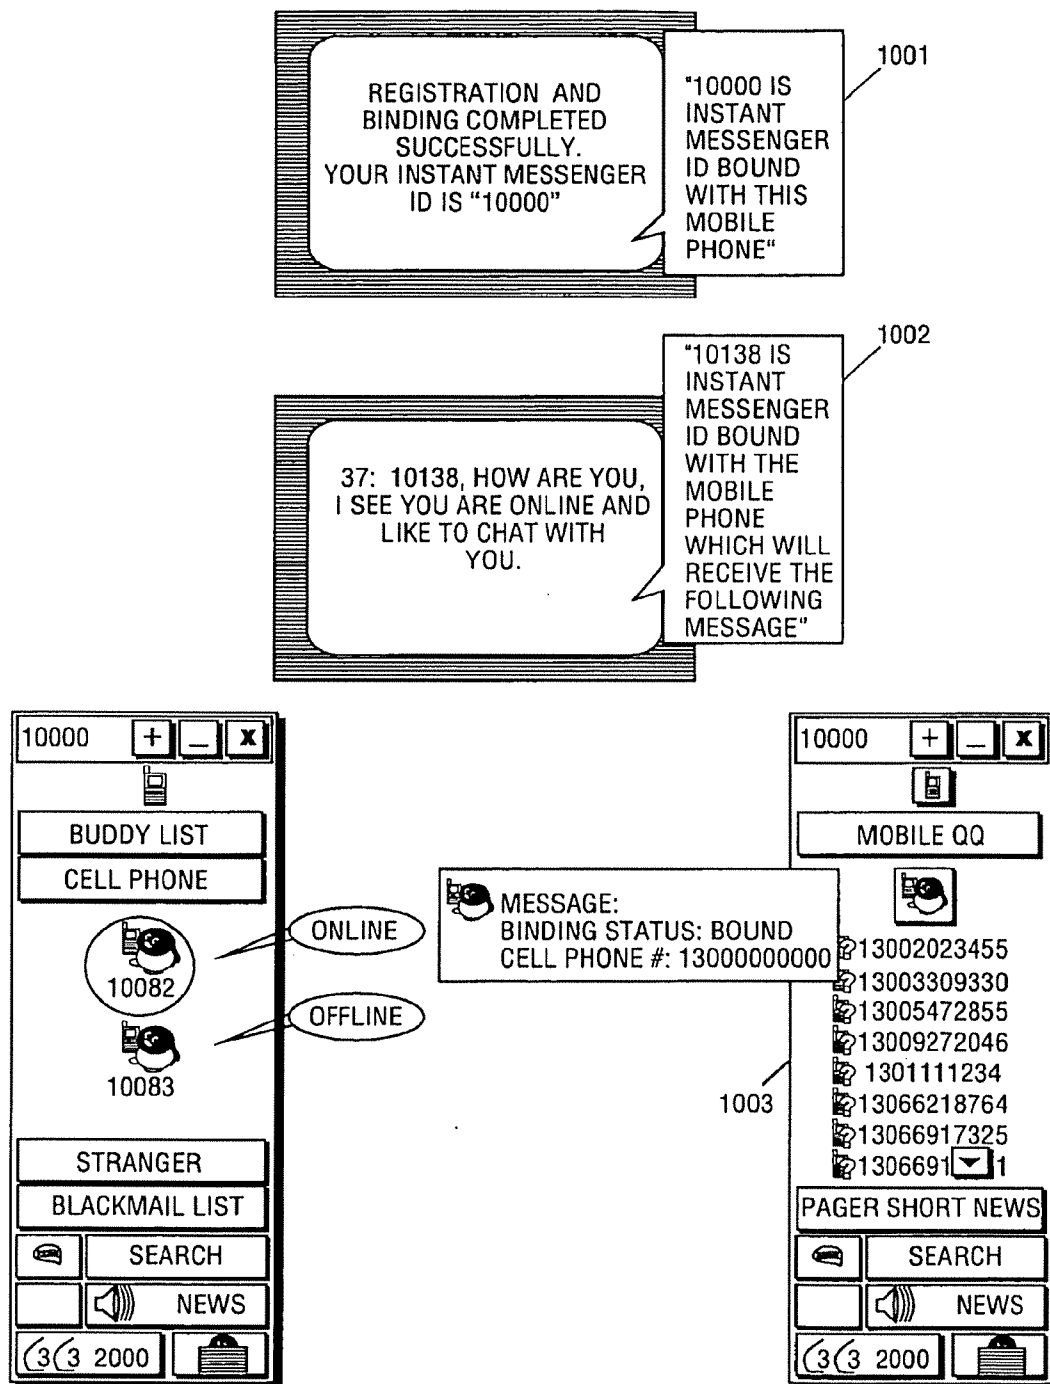 REGISTRATION AND
BINDING COMPLETED
SUCCESSFULLY.
YOUR INSTANT MESSENGER
ID IS “10000”
"10000 IS
INSTANT
MESSENGER
ID BOUND
WITH THIS
MOBILE
PHONE"
1001
37: 10138, HOW ARE YOU,
I SEE YOU ARE ONLINE AND
LIKE TO CHAT WITH
YOU.
"10138 IS
INSTANT
MESSENGER
ID BOUND
WITH THE
MOBILE
PHONE
WHICH WILL
RECEIVE THE
FOLLOWING
MESSAGE"
1002
10000 + _ X
BUDDY LIST
CELL PHONE
10082
ONLINE
10083
OFFLINE
STRANGER
BLACKMAIL LIST
SEARCH
NEWS
2000
MESSAGE:
BINDING STATUS: BOUND
CELL PHONE #: 13000000000
1003
10000 + _ X
MOBILE QQ
?13002023455
?13003309330
?13005472855
?13009272046
? 1301111234
?13066218764
?13066917325
?1306691 1
PAGER SHORT NEWS
SEARCH
NEWS
2000